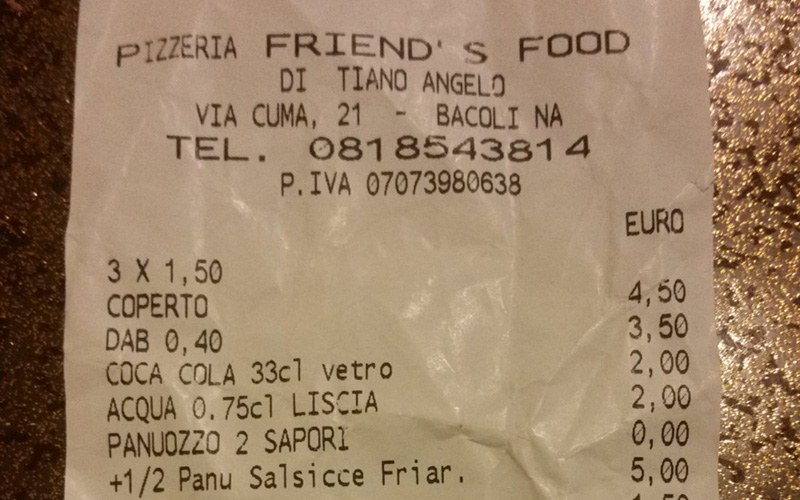 PIZZERIA FRIEND'S FOOD
DI TIANO ANGELO
VIA CUMA, 21 - BACOLI NA
TEL. 0818543814
P.IVA 07073980638
EURO
3 X 1,50
COPERTO 4,50
DAB 0,40 3,50
COCA COLA 33cl vetro 2,00
ACQUA 0.75cl LISCIA 2,00
PANUOZZO 2 SAPORI 0,00
+1/2 Panu Salsicce Friar. 5,00